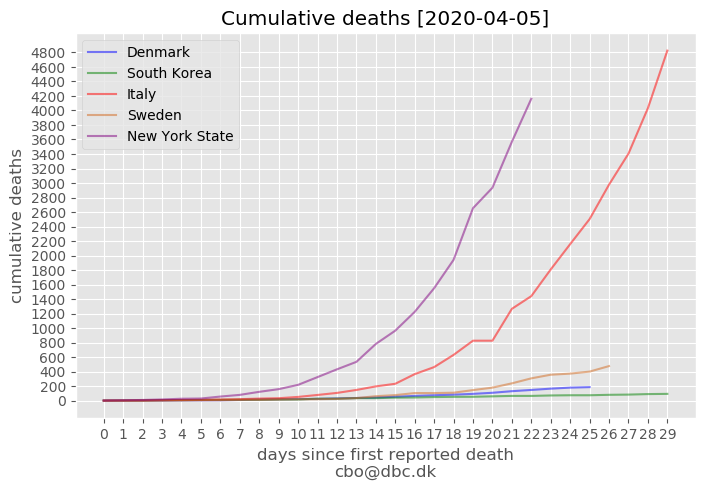 Cumulative deaths [2020-04-05]
Denmark
South Korea
Italy
Sweden
New York State
cumulative deaths
4800
4600
4400
4200
4000
3800
3600
3400
3200
3000
2800
2600
2400
2200
2000
1800
1600
1400
1200
1000
800
600
400
200
0
0 1 2 3 4 5 6 7 8 9 10 11 12 13 14 15 16 17 18 19 20 21 22 23 24 25 26 27 28 29
days since first reported death
cbo@dbc.dk